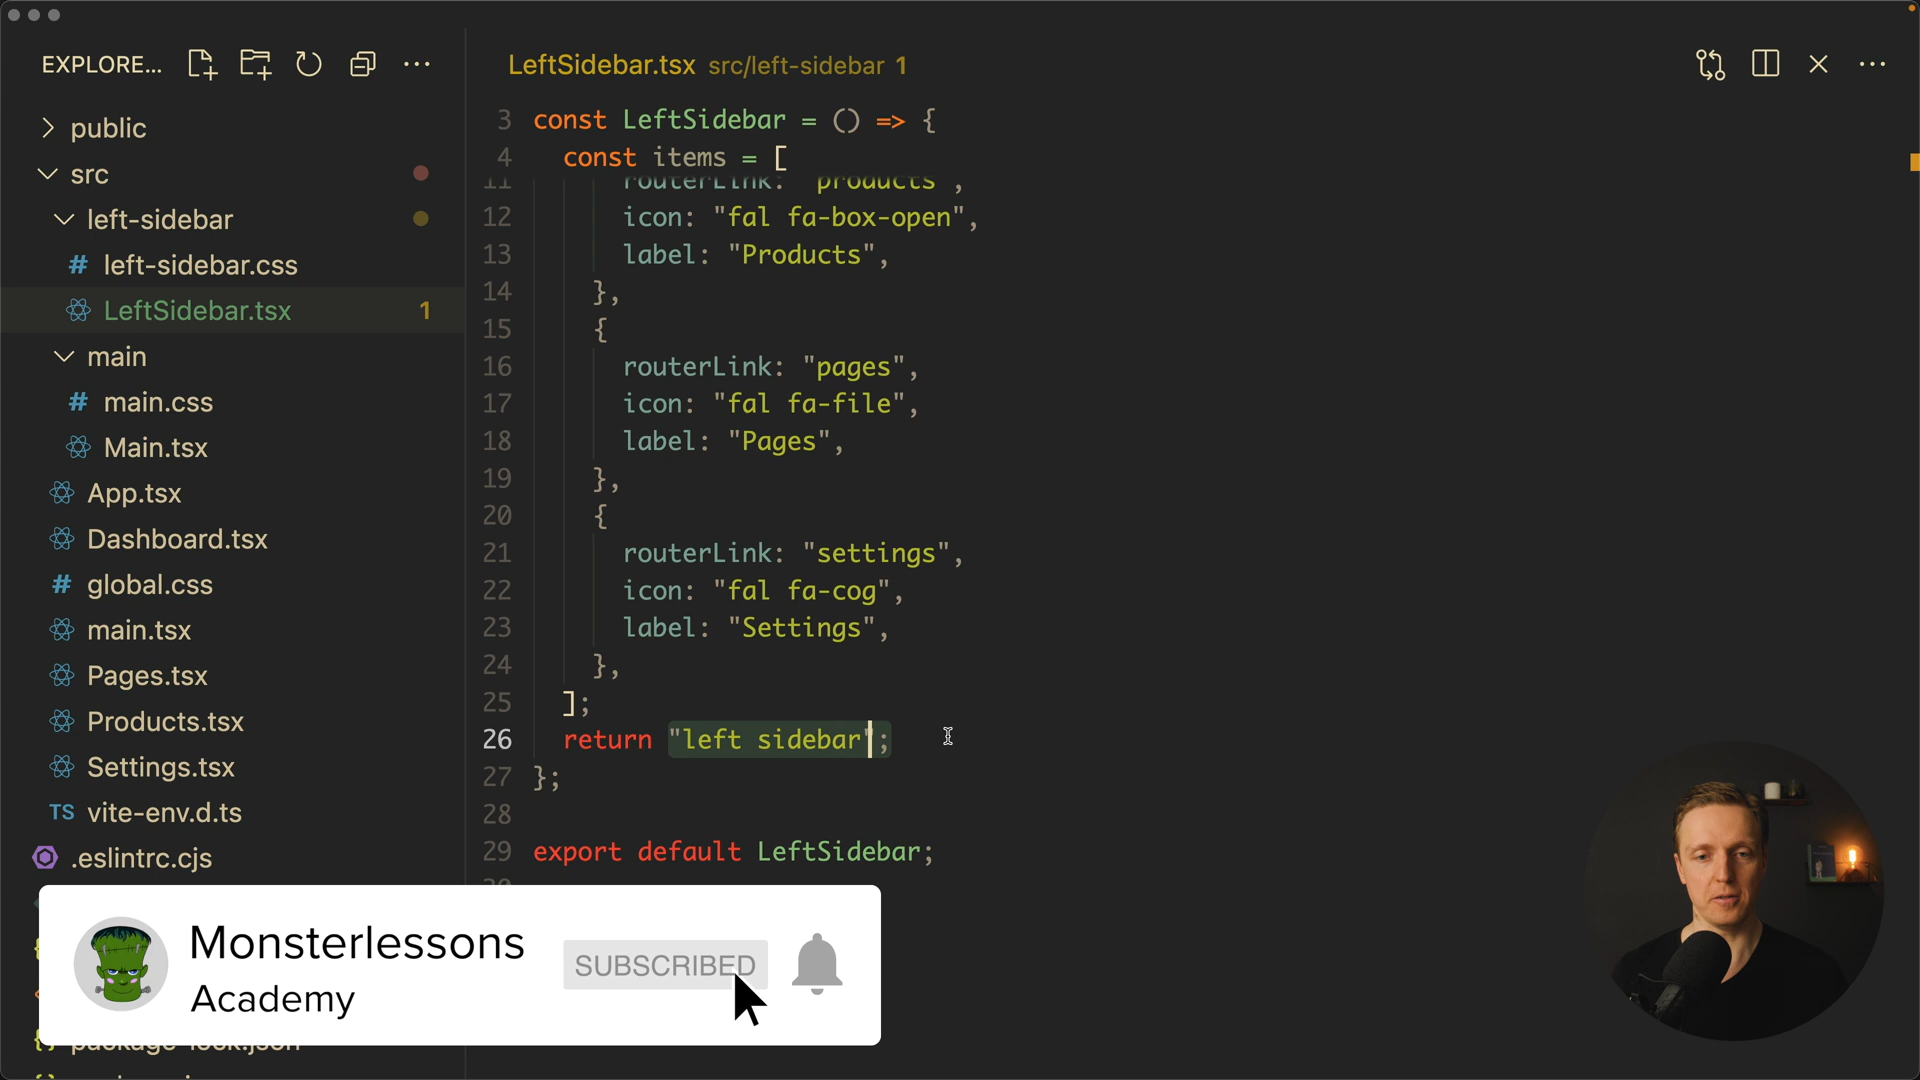 EXPLORE...
public
src
left-sidebar
# left-sidebar.css
LeftSidebar.tsx 1
main
# main.css
Main.tsx
App.tsx
Dashboard.tsx
# global.css
main.tsx
Pages.tsx
Products.tsx
Settings.tsx
TS vite-env.d.ts
.eslintrc.cjs
LeftSidebar.tsx src/left-sidebar 1
3 const LeftSidebar = () => {
4 const items = [
11 routerLink: "products",
12 icon: "fal fa-box-open",
13 label: "Products",
14 },
15 {
16 routerLink: "pages",
17 icon: "fal fa-file",
18 label: "Pages",
19 },
20 {
21 routerLink: "settings",
22 icon: "fal fa-cog",
23 label: "Settings",
24 },
25 ];
26 return "left sidebar";
27 };
28
29 export default LeftSidebar;
Monsterlessons
Academy
SUBSCRIBED